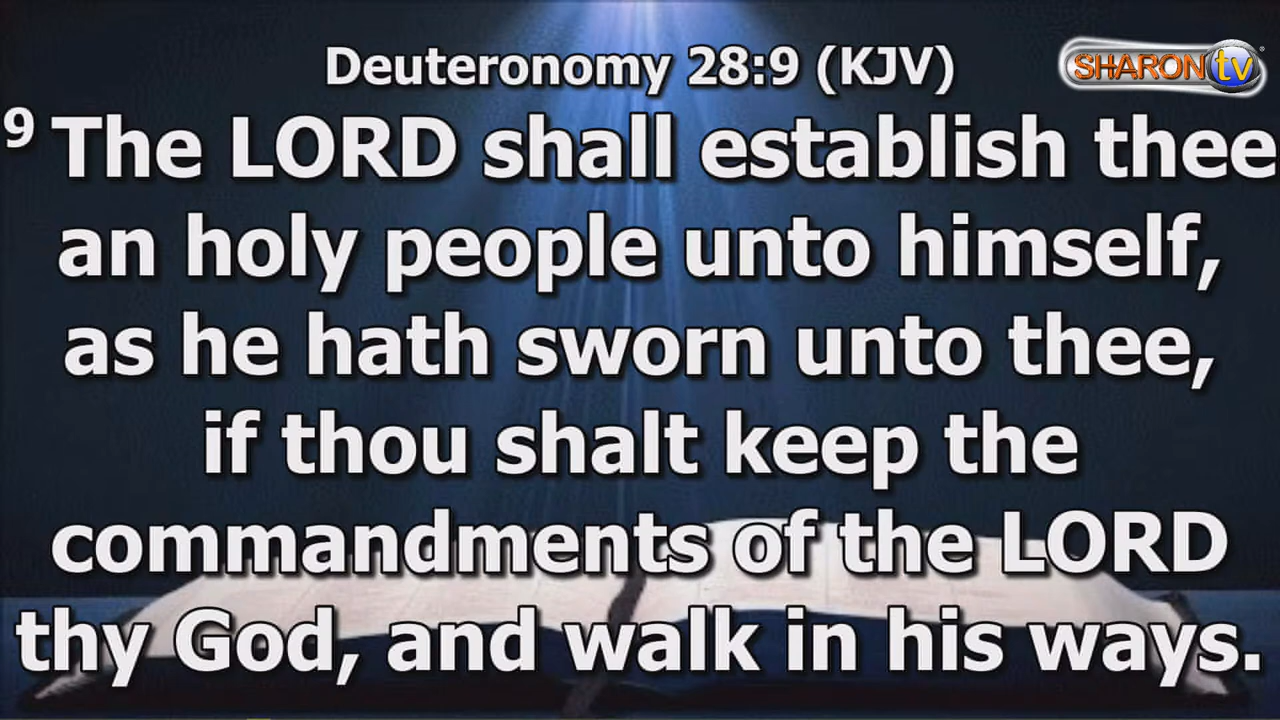 Deuteronomy 28:9 (KJV)
SHARON tv
9 The LORD shall establish thee
an holy people unto himself,
as he hath sworn unto thee,
if thou shalt keep the
commandments of the LORD
thy God, and walk in his ways.